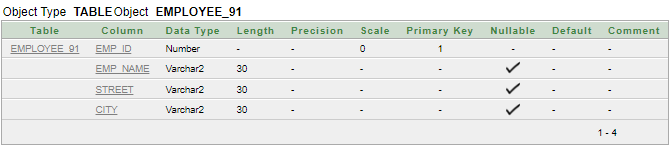 Object Type TABLE Object EMPLOYEE_91
Table Column Data Type Length Precision Scale Primary Key Nullable Default Comment
EMPLOYEE_91 EMP_ID Number - - 0 1 - - -
EMP_NAME Varchar2 30 - - - - -
STREET Varchar2 30 - - - - -
CITY Varchar2 30 - - - - -
1 - 4